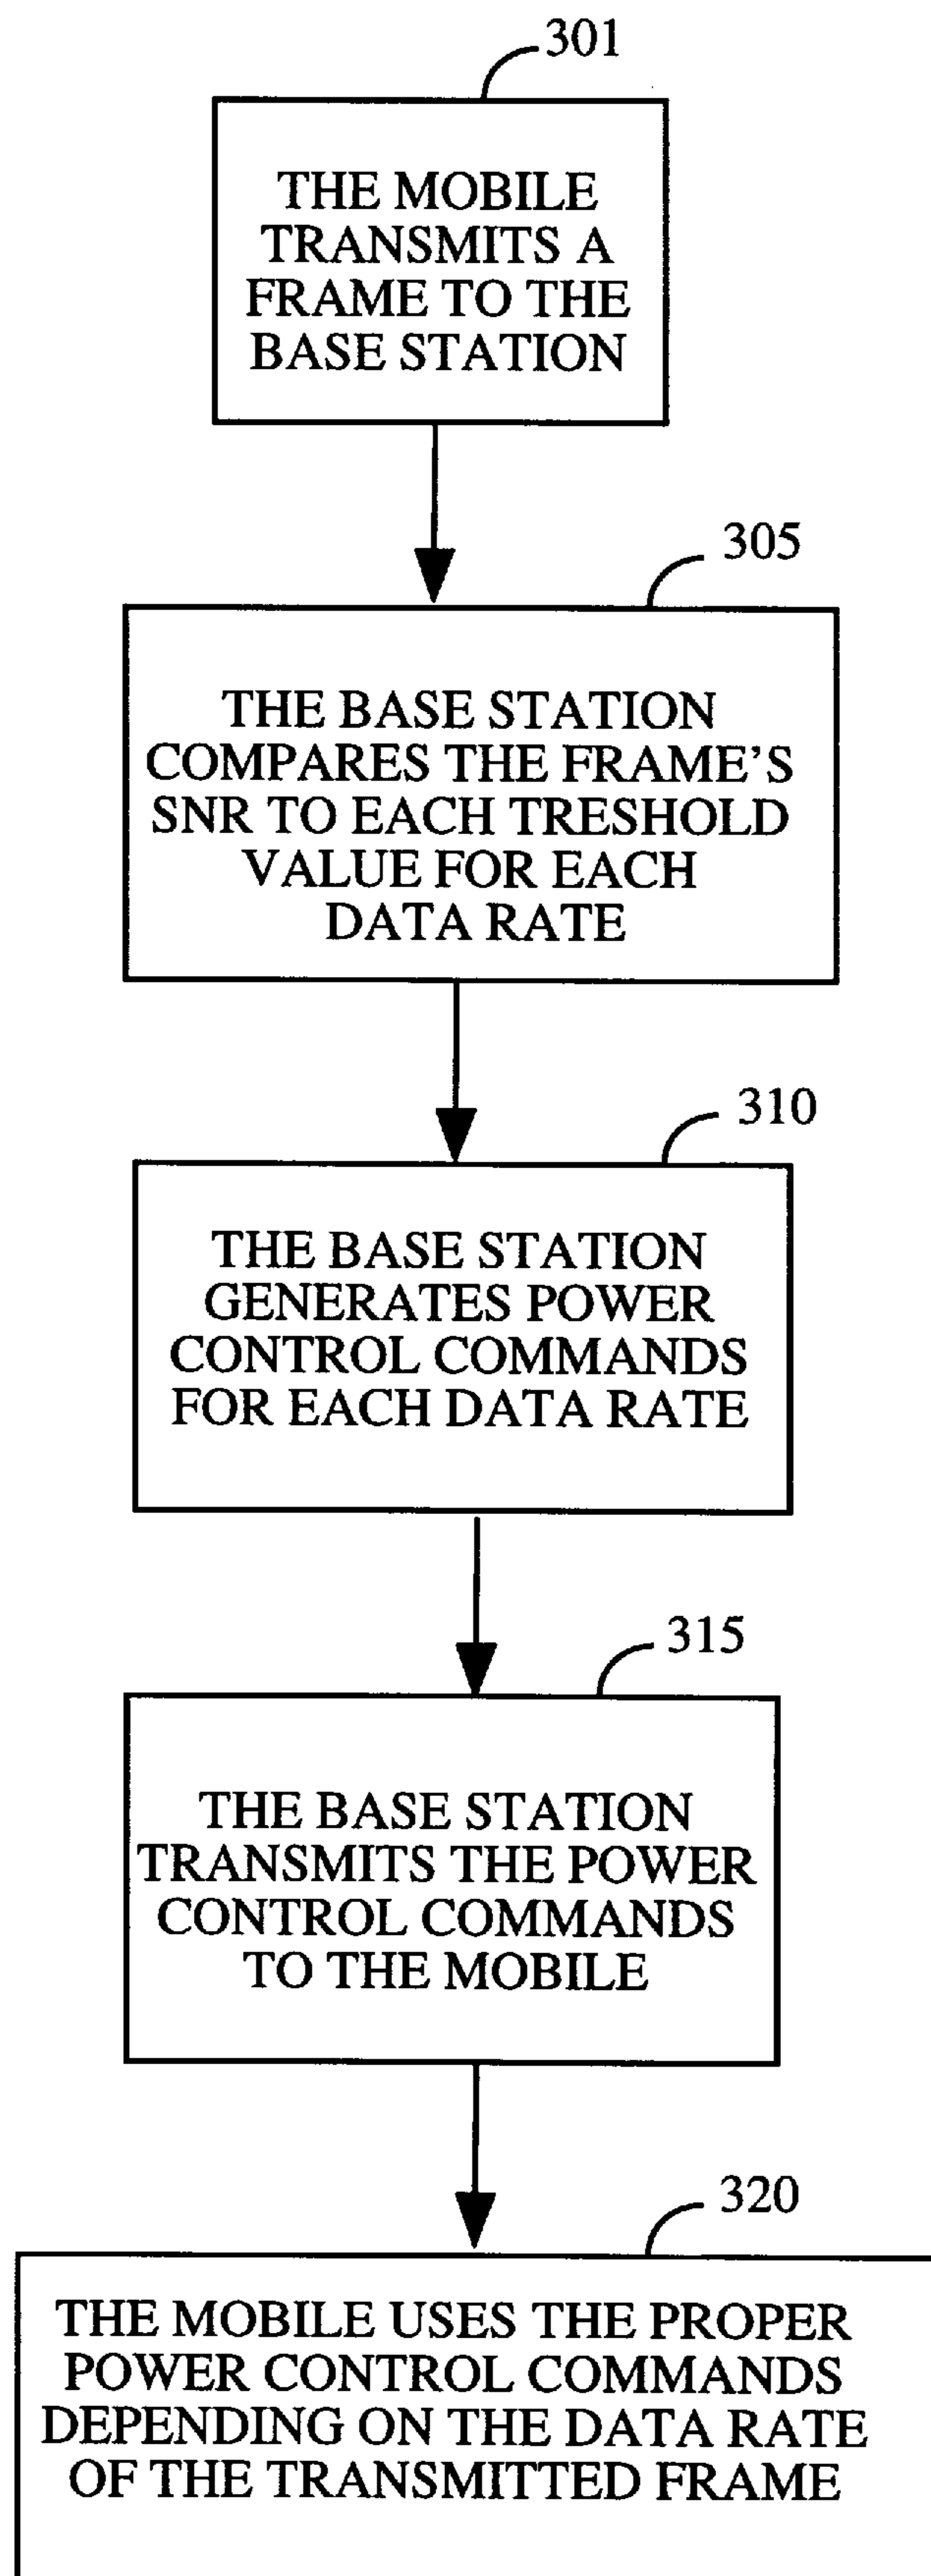 301
THE MOBILE
TRANSMITS A
FRAME TO THE
BASE STATION
305
THE BASE STATION
COMPARES THE FRAME'S
SNR TO EACH TRESHOLD
VALUE FOR EACH
DATA RATE
310
THE BASE STATION
GENERATES POWER
CONTROL COMMANDS
FOR EACH DATA RATE
315
THE BASE STATION
TRANSMITS THE POWER
CONTROL COMMANDS
TO THE MOBILE
320
THE MOBILE USES THE PROPER
POWER CONTROL COMMANDS
DEPENDING ON THE DATA RATE
OF THE TRANSMITTED FRAME